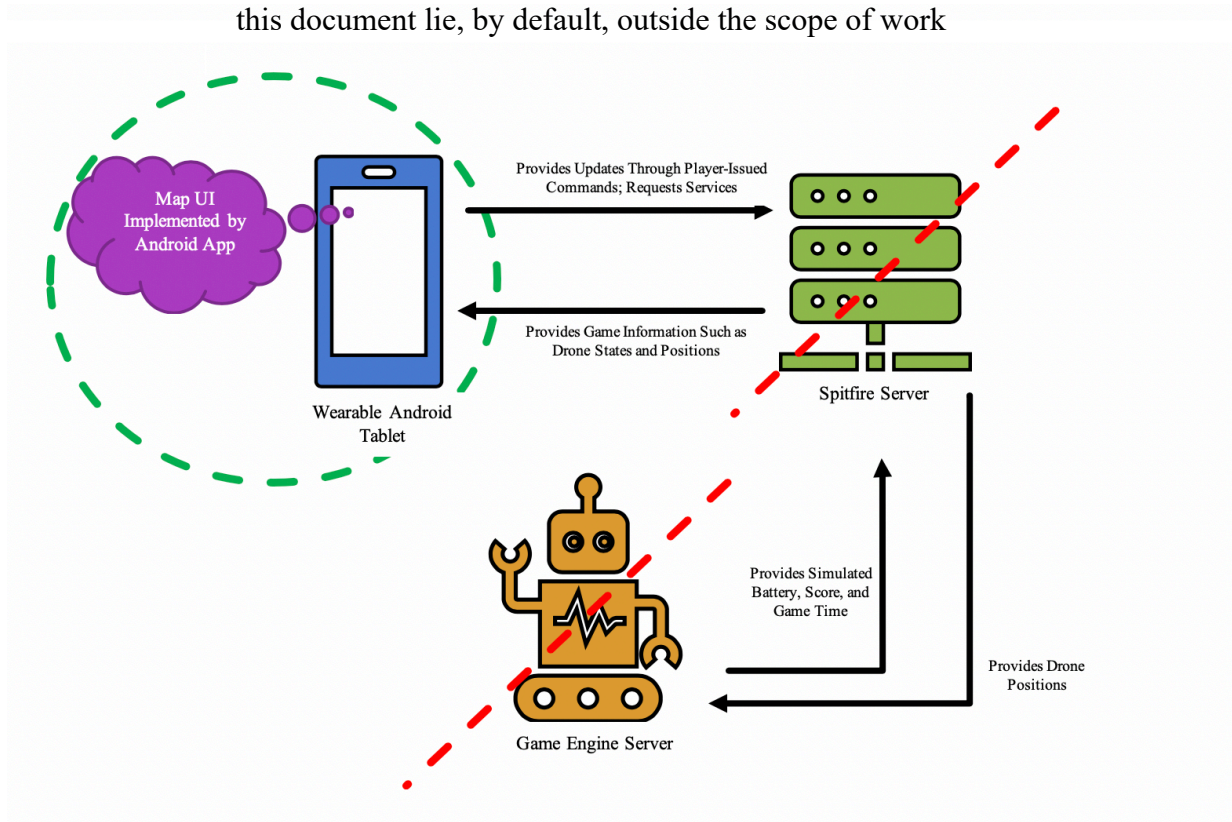 this document lie, by default, outside the scope of work
Provides Updates Through Player-Issued
Commands; Requests Services
Map UI
Implemented by
Android App
Provides Game Information Such as
Drone States and Positions
Spitfire Server
Wearable Android
Tablet
Provides Simulated
Battery, Score, and
Game Time
Provides Drone
Positions
Game Engine Server